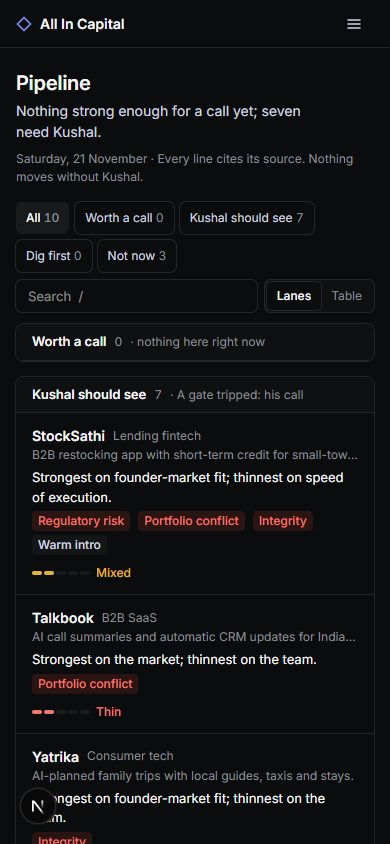 All In Capital
Pipeline
Nothing strong enough for a call yet; seven
need Kushal.
Saturday, 21 November · Every line cites its source. Nothing
moves without Kushal.
All 10
Worth a call 0
Kushal should see 7
Dig first 0
Not now 3
Search /
Lanes
Table
Worth a call 0 · nothing here right now
Kushal should see 7 · A gate tripped: his call
StockSathi Lending fintech
B2B restocking app with short-term credit for small-tow...
Strongest on founder-market fit; thinnest on speed
of execution.
Regulatory risk
Portfolio conflict
Integrity
Warm intro
Mixed
Talkbook B2B SaaS
AI call summaries and automatic CRM updates for India...
Strongest on the market; thinnest on the team.
Portfolio conflict
Thin
Yatrika Consumer tech
AI-planned family trips with local guides, taxis and stays.
on founder-market fit; thinnest on the
Integrity
N